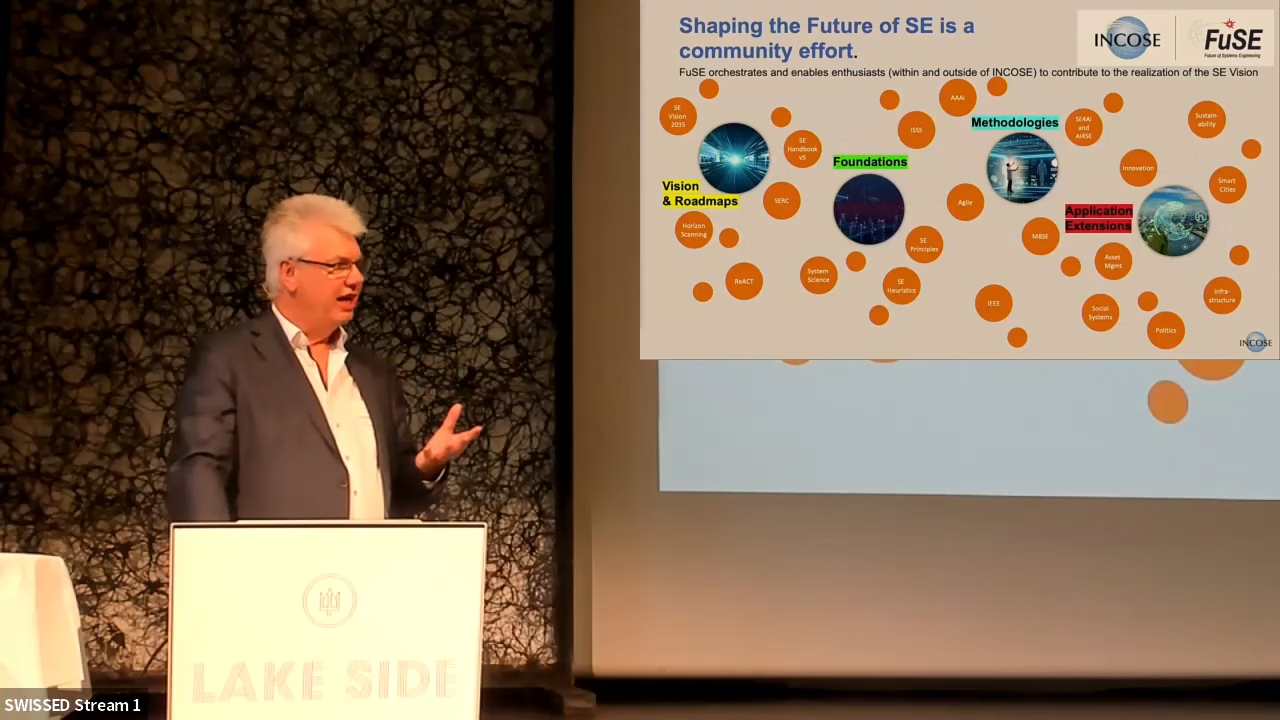 Shaping the Future of SE is a
community effort.
FuSE orchestrates and enables enthusiasts (within and outside of INCOSE) to contribute to the realization of the SE Vision
INCOSE
FuSE
Future of Systems Engineering
SE
Vision
2035
SE
Handbook
v5
Vision
& Roadmaps
SERC
Horizon
Scanning
ReACT
Foundations
ISSS
AAAI
System
Science
SE
Principles
SE
Heuristics
Methodologies
Agile
SE4AI
and
AI4SE
MBSE
IEEE
Innovation
Sustain-
ability
Smart
Cities
Application
Extensions
Asset
Mgmt
Social
Systems
Infra-
structure
Politics
INCOSE
LAKE SIDE
SWISSED Stream 1